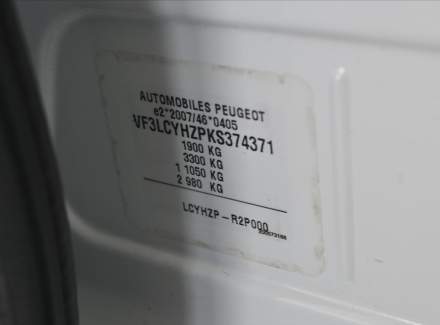 AUTOMOBILES PEUGEOT
e2*2007/46*0405
VF3LCYHZPKS374371
1900 KG
3300 KG
1 1050 KG
2 980 KG
LCYHZP-R2P000